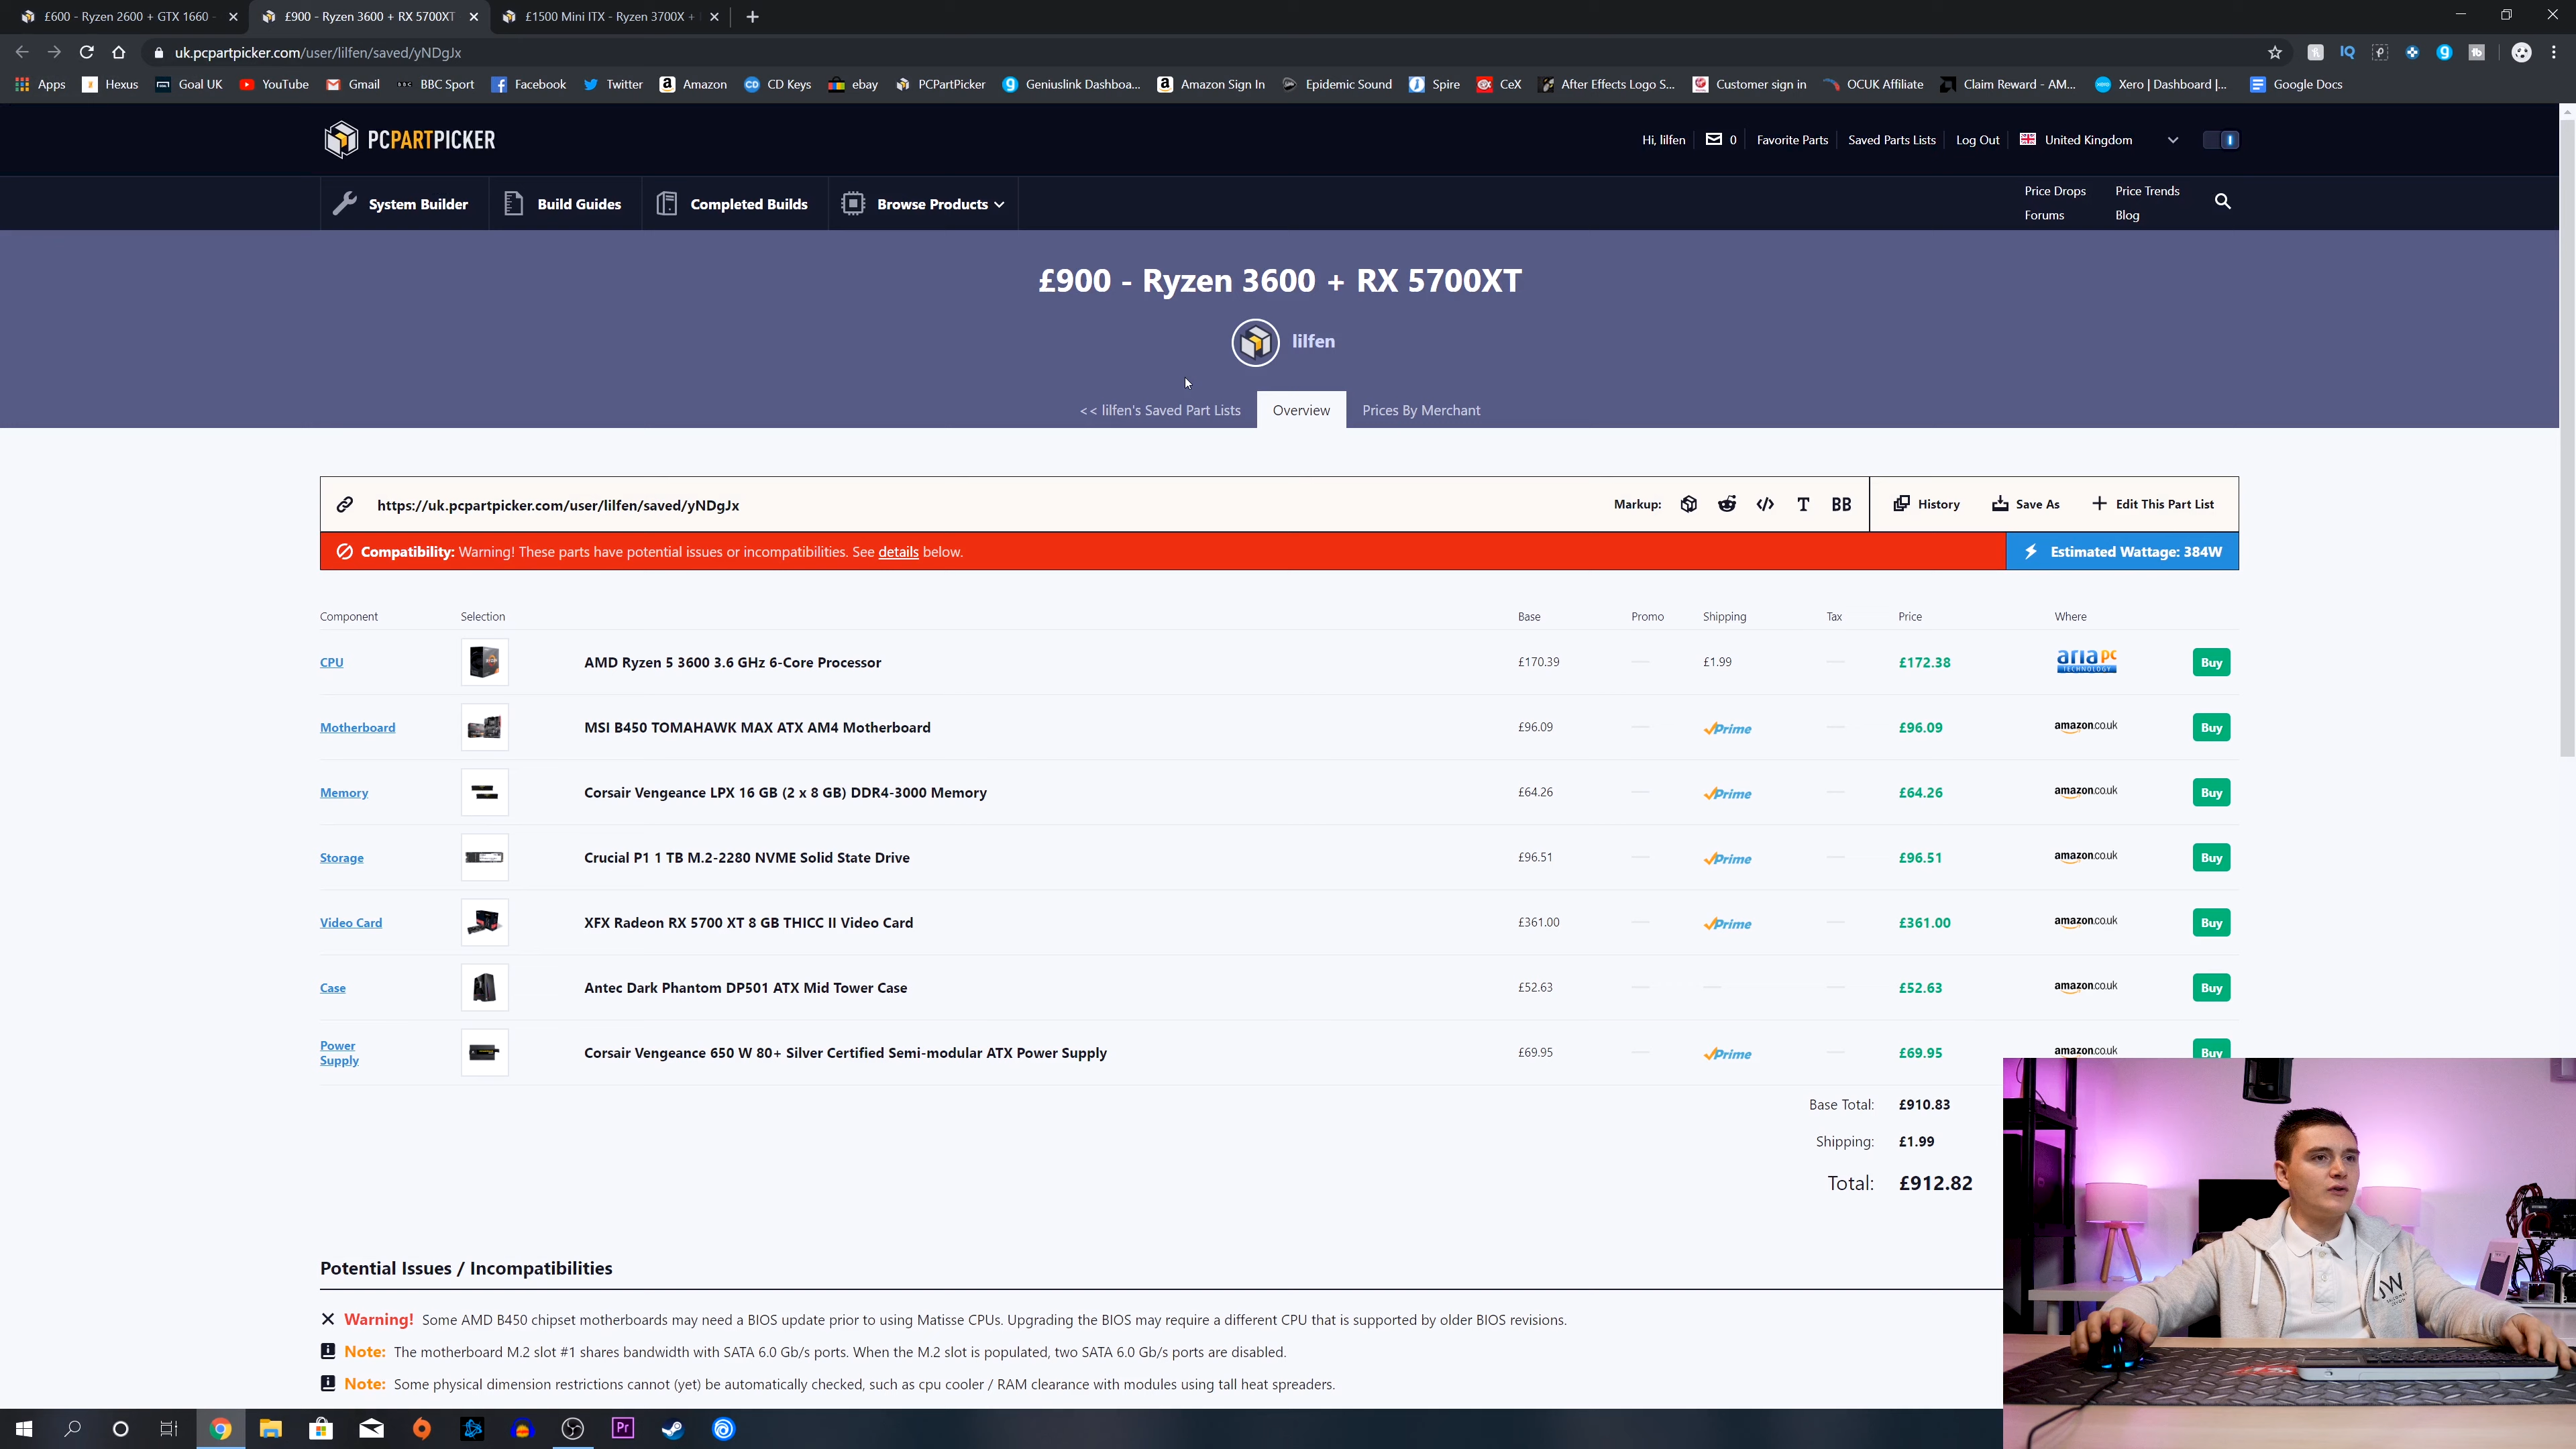 £600 - Ryzen 2600 + GTX 1660 -
£900 - Ryzen 3600 + RX 5700XT
£1500 Mini ITX - Ryzen 3700X +
uk.pcpartpicker.com/user/lilfen/saved/yNDgJx
Apps Hexus Goal UK YouTube Gmail BBC Sport Facebook Twitter Amazon CD Keys ebay PCPartPicker Geniuslink Dashboa... Amazon Sign In Epidemic Sound Spire CeX After Effects Logo S... Customer sign in OCUK Affiliate Claim Reward - AM... Xero | Dashboard |... Google Docs
PCPARTPICKER
Hi, lilfen 0 Favorite Parts Saved Parts Lists Log Out United Kingdom
System Builder Build Guides Completed Builds Browse Products
Price Drops Price Trends
Forums Blog
£900 - Ryzen 3600 + RX 5700XT
lilfen
<< lilfen's Saved Part Lists Overview Prices By Merchant
https://uk.pcpartpicker.com/user/lilfen/saved/yNDgJx Markup: T BB History Save As Edit This Part List
Compatibility: Warning! These parts have potential issues or incompatibilities. See details below. Estimated Wattage: 384W
Component Selection Base Promo Shipping Tax Price Where
CPU AMD Ryzen 5 3600 3.6 GHz 6-Core Processor £170.39 £1.99 £172.38 aria pc TECHNOLOGY Buy
Motherboard MSI B450 TOMAHAWK MAX ATX AM4 Motherboard £96.09 Prime £96.09 amazon.co.uk Buy
Memory Corsair Vengeance LPX 16 GB (2 x 8 GB) DDR4-3000 Memory £64.26 Prime £64.26 amazon.co.uk Buy
Storage Crucial P1 1 TB M.2-2280 NVME Solid State Drive £96.51 Prime £96.51 amazon.co.uk Buy
Video Card XFX Radeon RX 5700 XT 8 GB THICC II Video Card £361.00 Prime £361.00 amazon.co.uk Buy
Case Antec Dark Phantom DP501 ATX Mid Tower Case £52.63 £52.63 amazon.co.uk Buy
Power Supply Corsair Vengeance 650 W 80+ Silver Certified Semi-modular ATX Power Supply £69.95 Prime £69.95 amazon.co.uk Buy
Base Total: £910.83
Shipping: £1.99
Total: £912.82
Potential Issues / Incompatibilities
Warning! Some AMD B450 chipset motherboards may need a BIOS update prior to using Matisse CPUs. Upgrading the BIOS may require a different CPU that is supported by older BIOS revisions.
Note: The motherboard M.2 slot #1 shares bandwidth with SATA 6.0 Gb/s ports. When the M.2 slot is populated, two SATA 6.0 Gb/s ports are disabled.
Note: Some physical dimension restrictions cannot (yet) be automatically checked, such as cpu cooler / RAM clearance with modules using tall heat spreaders.
Pr